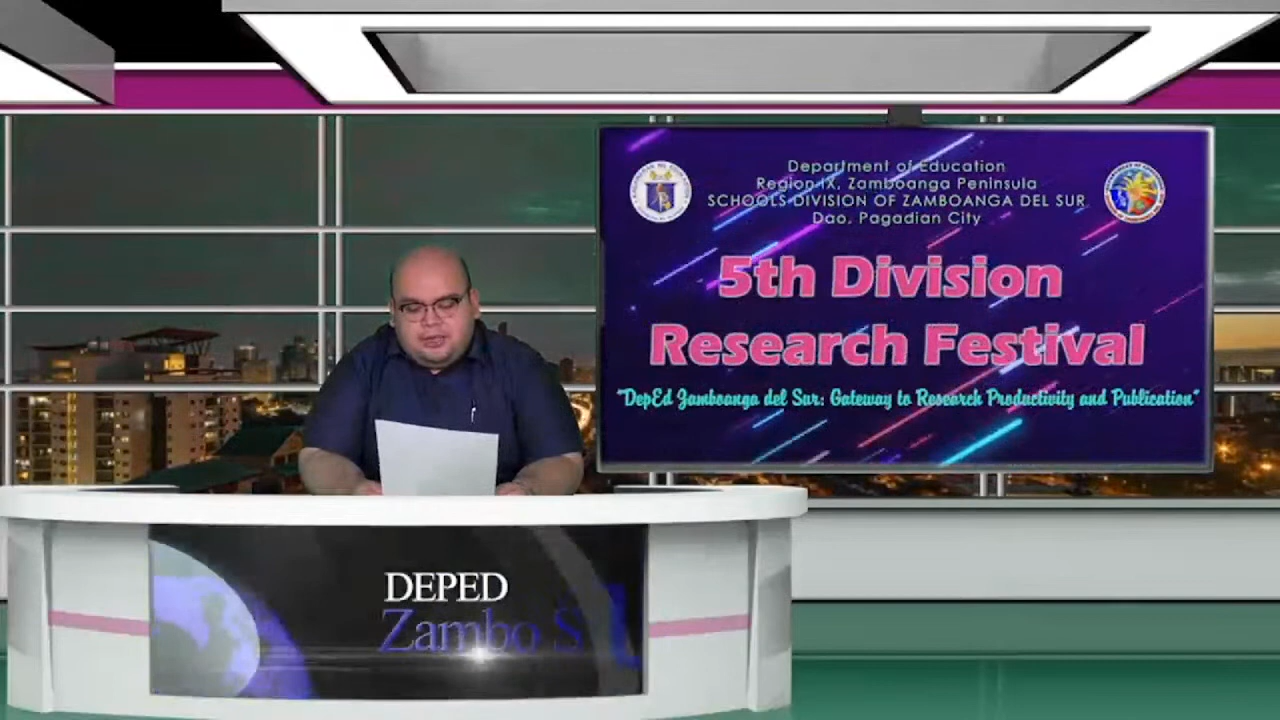 Department of Education
Region IX, Zamboanga Peninsula
SCHOOLS DIVISION OF ZAMBOANGA DEL SUR
Dao, Pagadian City
5th Division
Research Festival
"DepEd Zamboanga del Sur: Gateway to Research Productivity and Publication"
DEPED
Zambo S